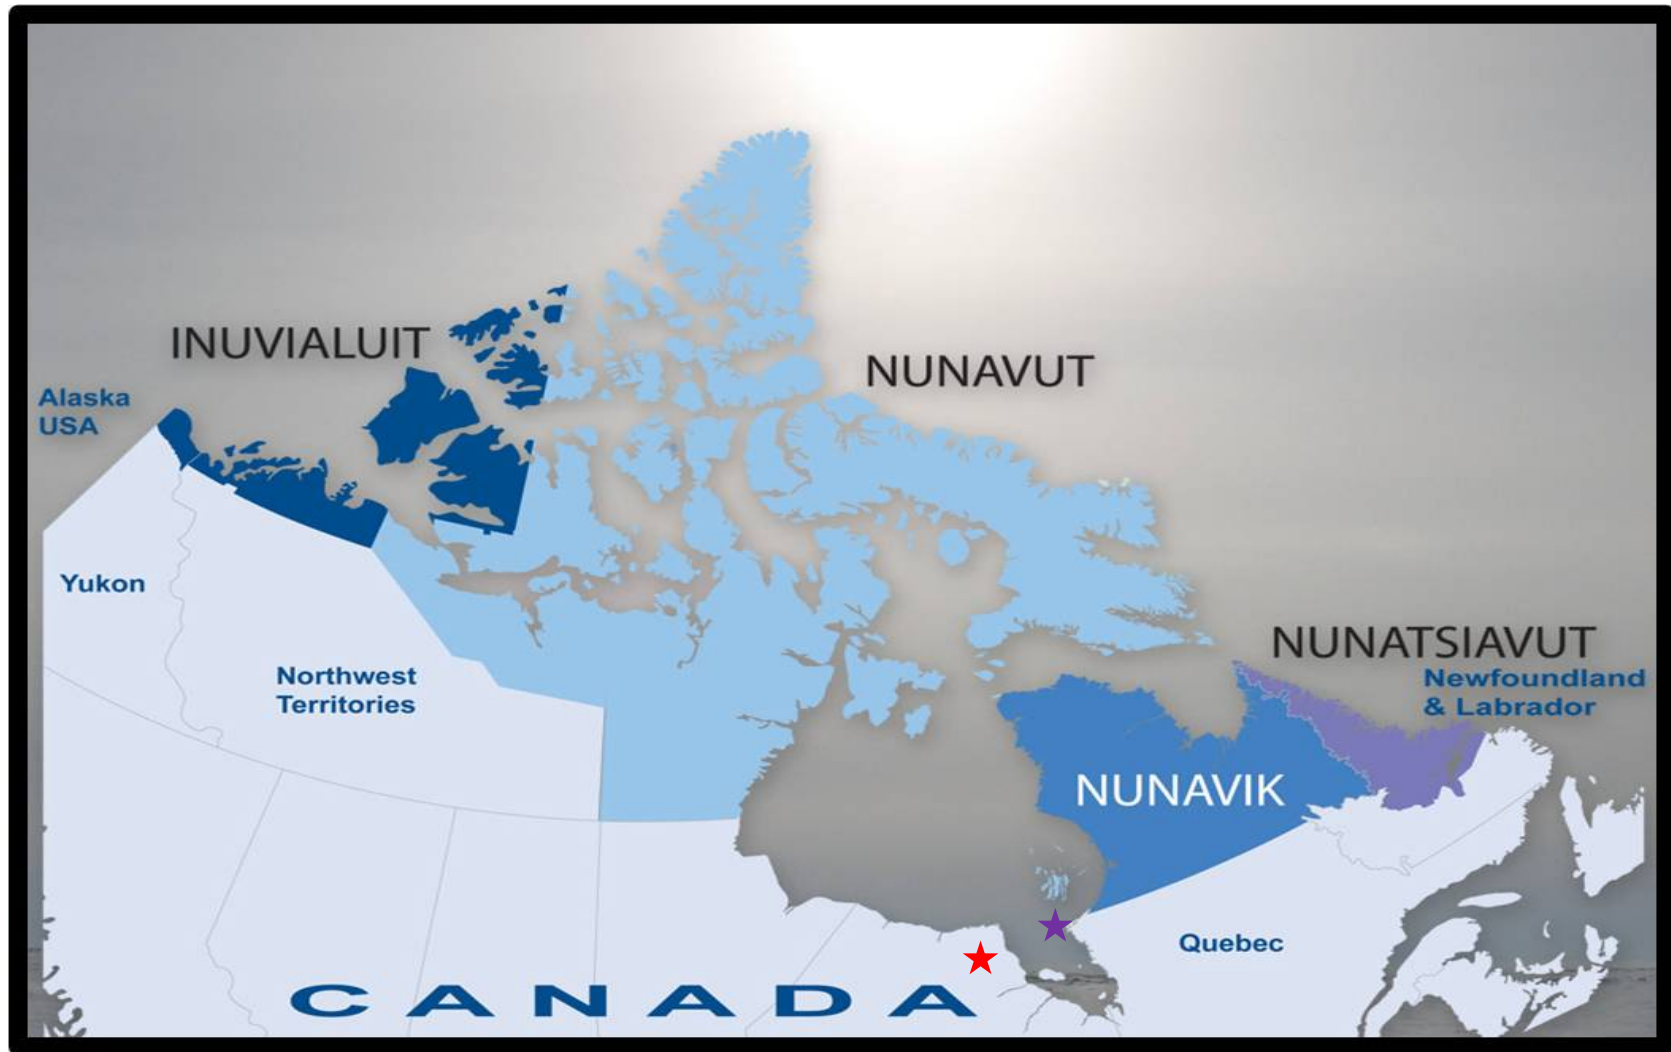 INUVIALUIT
NUNAVUT
Alaska
USA
Yukon
Northwest
Territories
NUNATSIAVUT
Newfoundland
& Labrador
NUNAVIK
Quebec
CANADA